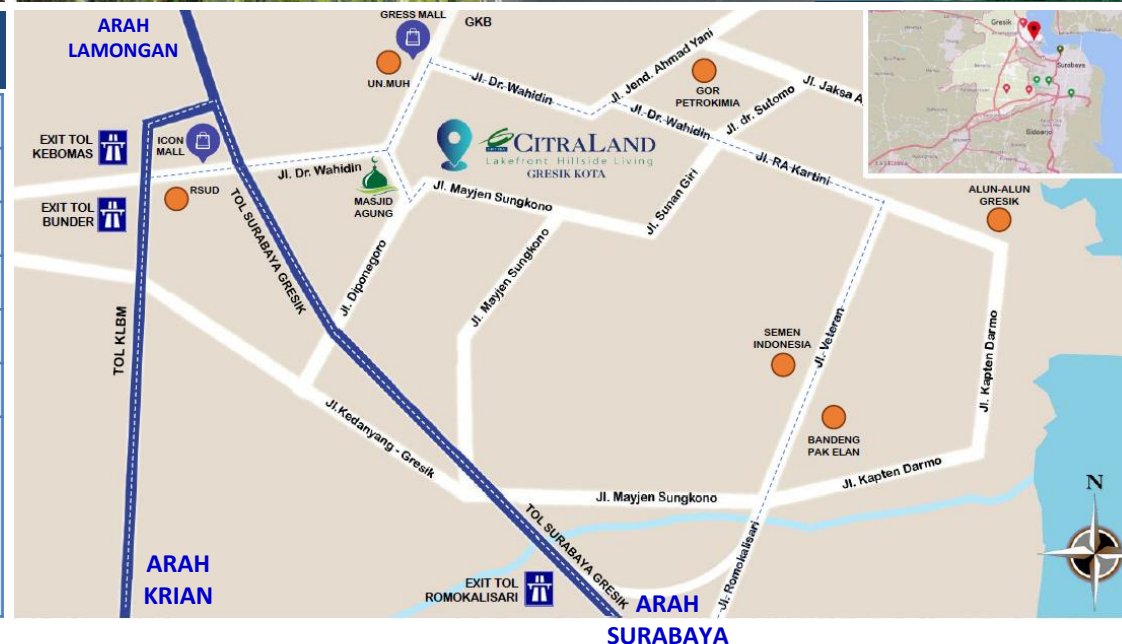 ARAH
LAMONGAN
GRESS MALL
GKB
UN.MUH
Jl. Dr. Wahidin
Jl. Jend. Ahmad Yani
GOR
PETROKIMIA
Jl. Jaksa A
Jl. dr. Sutomo
Jl. Dr. Wahidin
EXIT TOL
KEBOMAS
ICON
MALL
Jl. Dr. Wahidin
CITRALAND
Lakefront Hillside Living
GRESIK KOTA
Jl. RA Kartini
RSUD
MASJID
AGUNG
Jl. Mayjen Sungkono
Jl. Sunan Giri
ALUN-ALUN
GRESIK
EXIT TOL
BUNDER
TOL SURABAYA GRESIK
Jl. Diponegoro
Jl. Mayjen Sungkono
TOL KLBM
SEMEN
INDONESIA
Jl. Veteran
Jl. Kapten Darmo
Jl.Kedanyang - Gresik
BANDENG
PAK ELAN
Jl. Kapten Darmo
Jl. Mayjen Sungkono
N
TOL SURABAYA GRESIK
Jl. Romokalisari
ARAH
KRIAN
EXIT TOL
ROMOKALISARI
ARAH
SURABAYA
Gresik
Surabaya
Sidoarjo